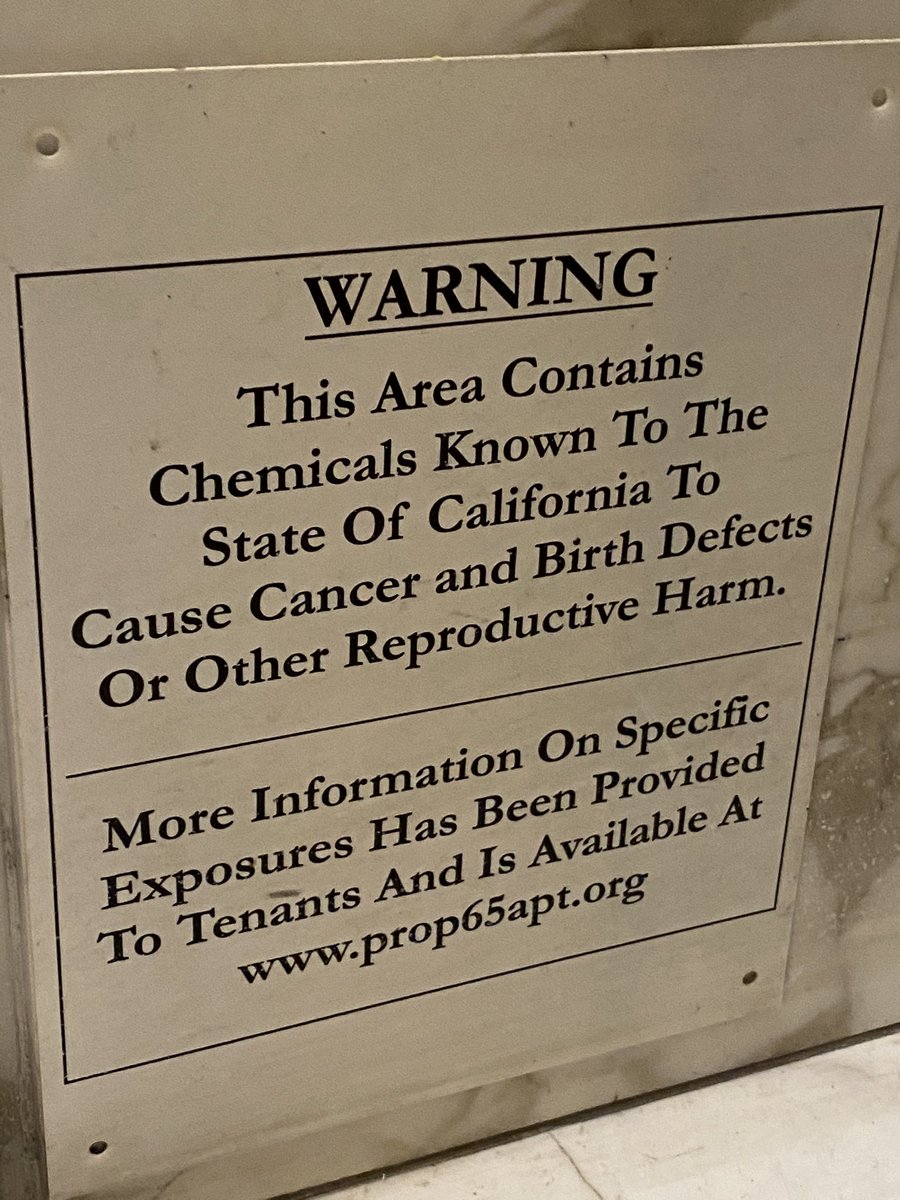 WARNING
This Area Contains
Chemicals Known To The
State Of California To
Cause Cancer and Birth Defects
Or Other Reproductive Harm.
More Information On Specific
Exposures Has Been Provided
To Tenants And Is Available At
www.prop65apt.org